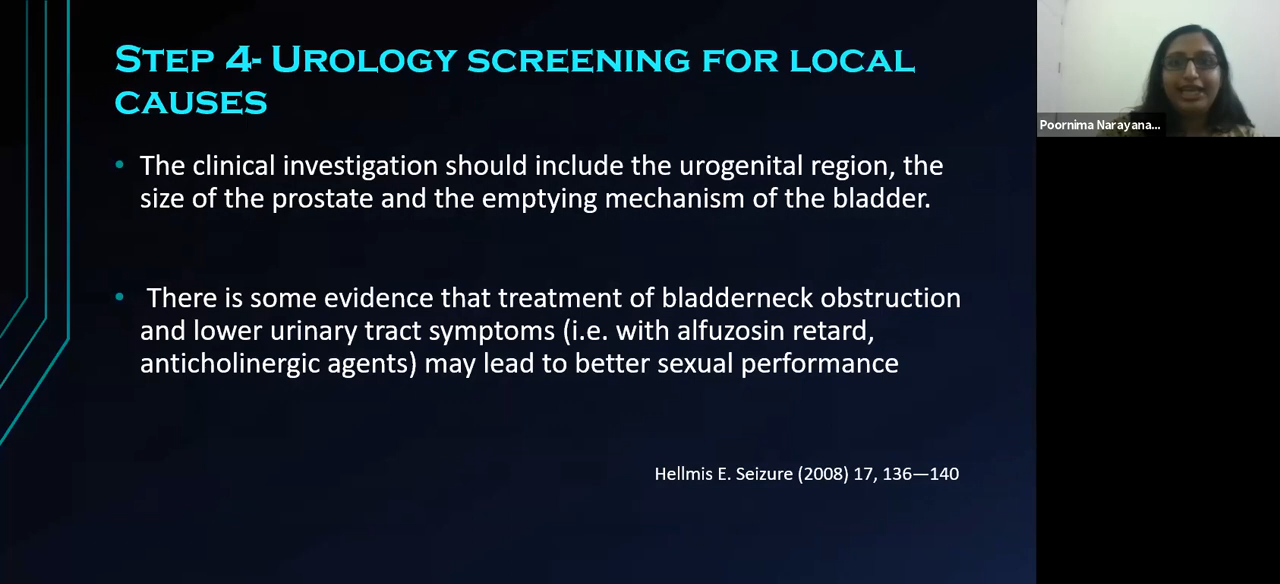 Step 4- Urology screening for local
causes
• The clinical investigation should include the urogenital region, the
size of the prostate and the emptying mechanism of the bladder.
• There is some evidence that treatment of bladderneck obstruction
and lower urinary tract symptoms (i.e. with alfuzosin retard,
anticholinergic agents) may lead to better sexual performance
Hellmis E. Seizure (2008) 17, 136—140
Poornima Narayana...